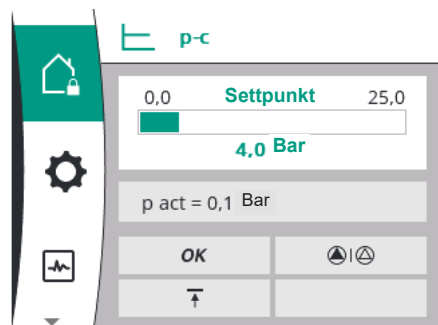 p-c
0,0 Settpunkt 25,0
4,0 Bar
p act = 0,1 Bar
OK